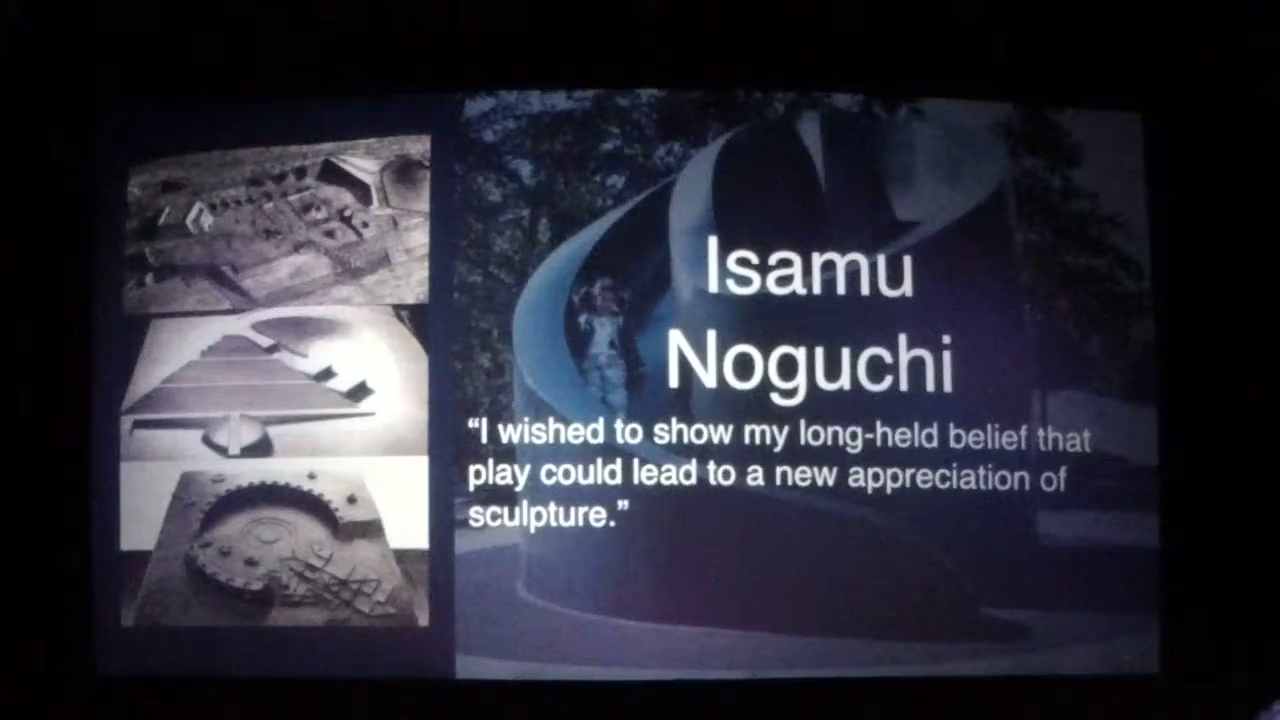 Isamu
Noguchi
“I wished to show my long-held belief that
play could lead to a new appreciation of
sculpture.”